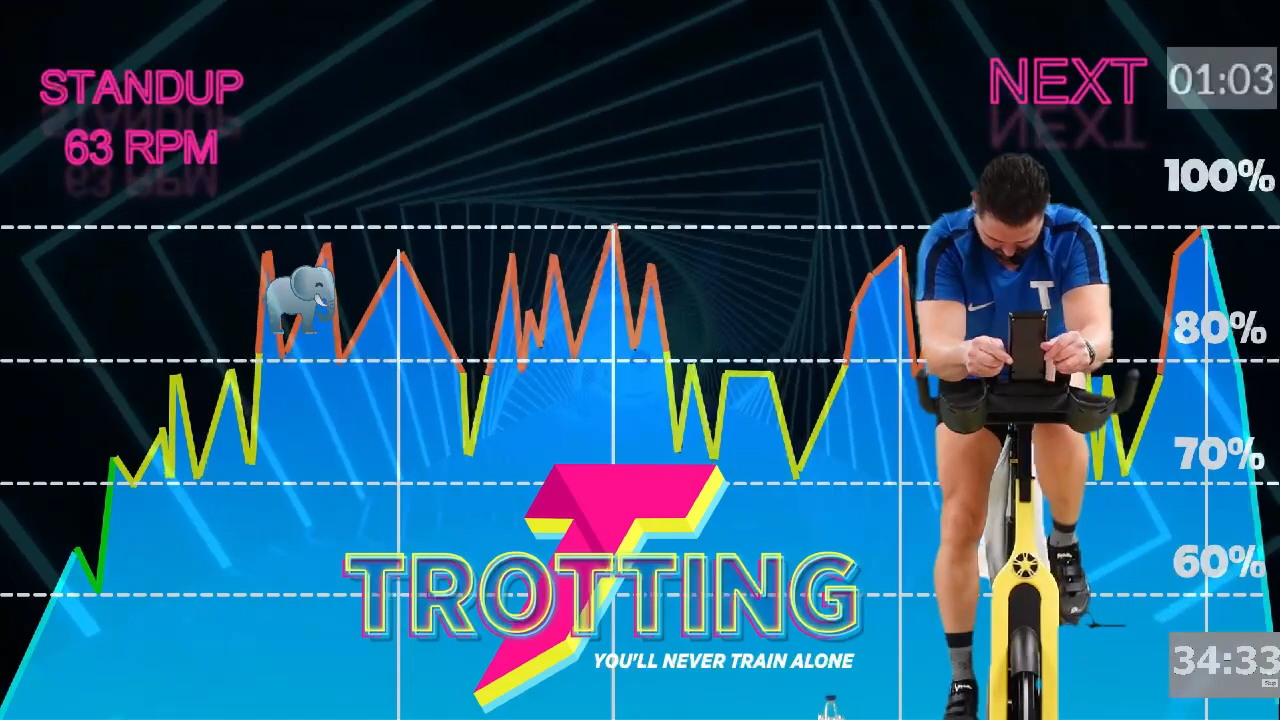 STANDUP
63 RPM
NEXT
01:03
100%
80%
70%
60%
T
TROTTING
YOU'LL NEVER TRAIN ALONE
34:33